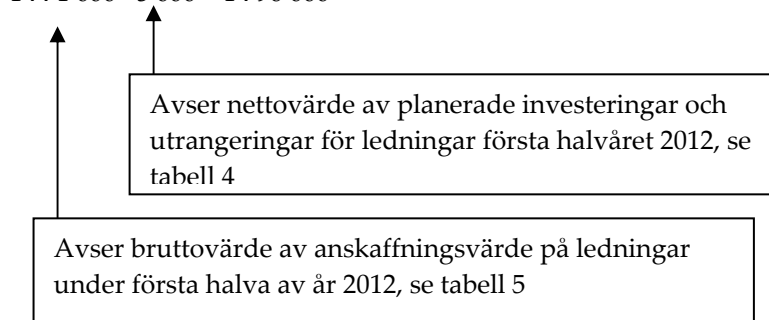 Avser nettovärde av planerade investeringar och
utrangeringar för ledningar första halvåret 2012, se
tabell 4
Avser bruttovärde av anskaffningsvärde på ledningar
under första halva av år 2012, se tabell 5